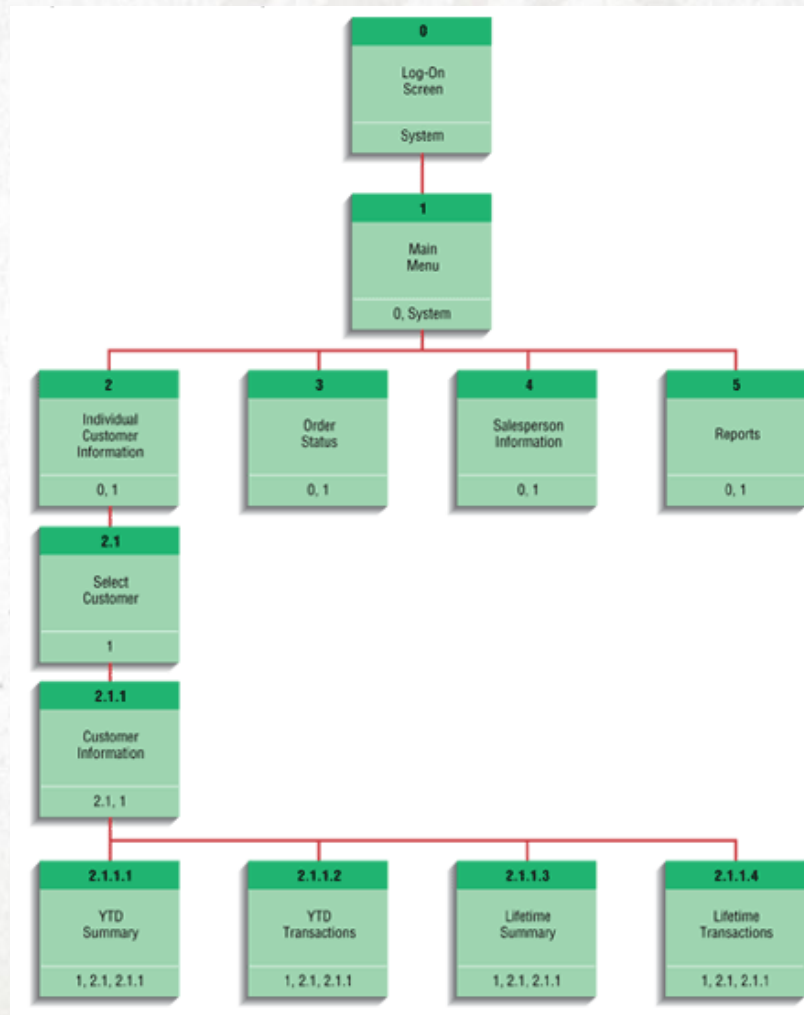 0
Log-On
Screen
System
1
Main
Menu
0, System
2
Individual
Customer
Information
0, 1
3
Order
Status
0, 1
4
Salesperson
Information
0, 1
5
Reports
0, 1
2.1
Select
Customer
1
2.1.1
Customer
Information
2.1, 1
2.1.1.1
YTD
Summary
1, 2.1, 2.1.1
2.1.1.2
YTD
Transactions
1, 2.1, 2.1.1
2.1.1.3
Lifetime
Summary
1, 2.1, 2.1.1
2.1.1.4
Lifetime
Transactions
1, 2.1, 2.1.1